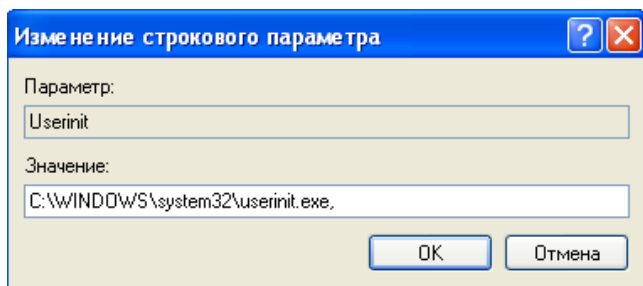 Изменение строкового параметра
Параметр:
Userinit
Значение:
C:\WINDOWS\system32\userinit.exe,
OK Отмена